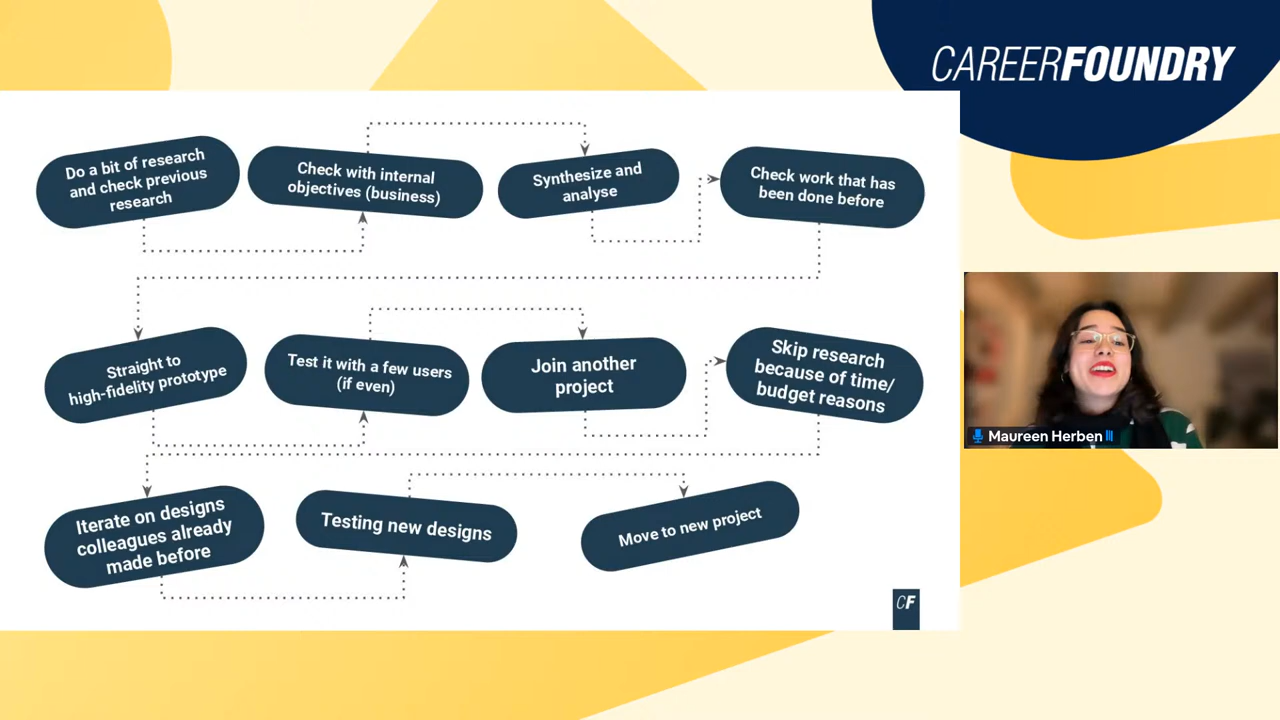 CAREERFOUNDRY
Do a bit of research
and check previous
research
Check with internal
objectives (business)
Synthesize and
analyse
Check work that has
been done before
Straight to
high-fidelity prototype
Test it with a few users
(if even)
Join another
project
Skip research
because of time/
budget reasons
Maureen Herben
Iterate on designs
colleagues already
made before
Testing new designs
Move to new project
CF